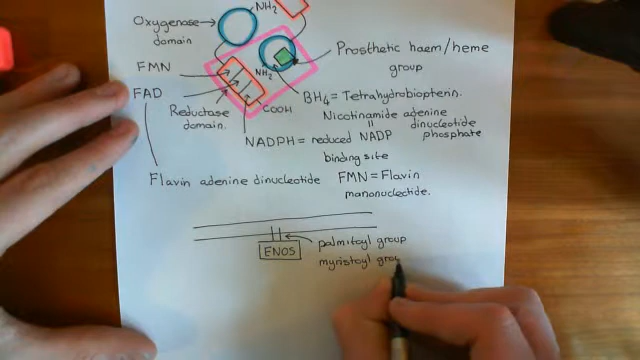 NH₂
Oxygenase
domain
Prosthetic haem/heme
group
FMN
NH₂
FAD
BH₄ = Tetrahydrobiopterin.
COOH
Reductase
domain.
Nicotinamide adenine
dinucleotide
phosphate
NADPH = reduced NADP
binding site
Flavin adenine dinucleotide
FMN = Flavin
mononucleotide.
palmitoyl group
ENOS
myristoyl grou